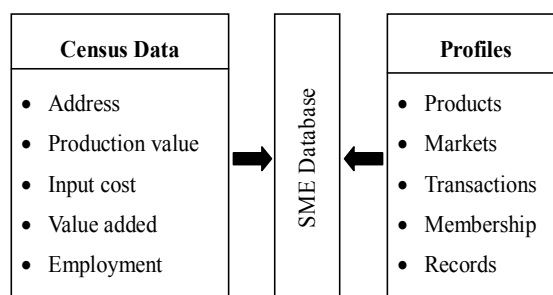 Census Data
• Address
• Production value
• Input cost
• Value added
• Employment
SME Database
Profiles
• Products
• Markets
• Transactions
• Membership
• Records